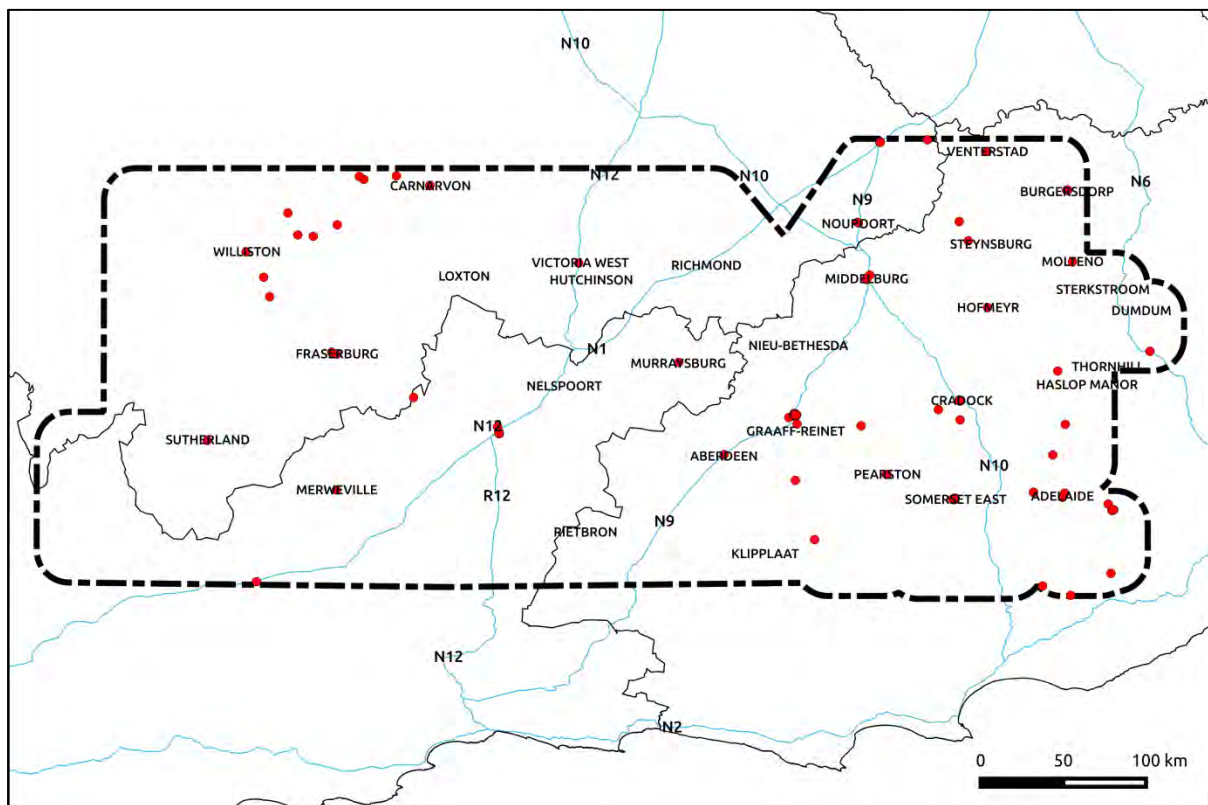 N10
VENTERSTAD
N12
N10
N6
CARNARVON
BURGERSDORP
N9
NOUPOORT
STEYNSBURG
WILLISTON
VICTORIA WEST
RICHMOND
MOLTENO
LOXTON
HUTCHINSON
MIDDELBURG
STERKSTROOM
HOFMEYR
DUMDUM
N1
NIEU-BETHESDA
FRASERBURG
MURRAYSBURG
THORNHILL
NELSPOORT
HASLOP MANOR
CRADOCK
N12
GRAAFF-REINET
SUTHERLAND
ABERDEEN
N10
PEARSTON
MERWEVILLE
R12
SOMERSET EAST
ADELAIDE
N9
RIETBRON
KLIPPLAAT
N12
N2
0 50 100 km